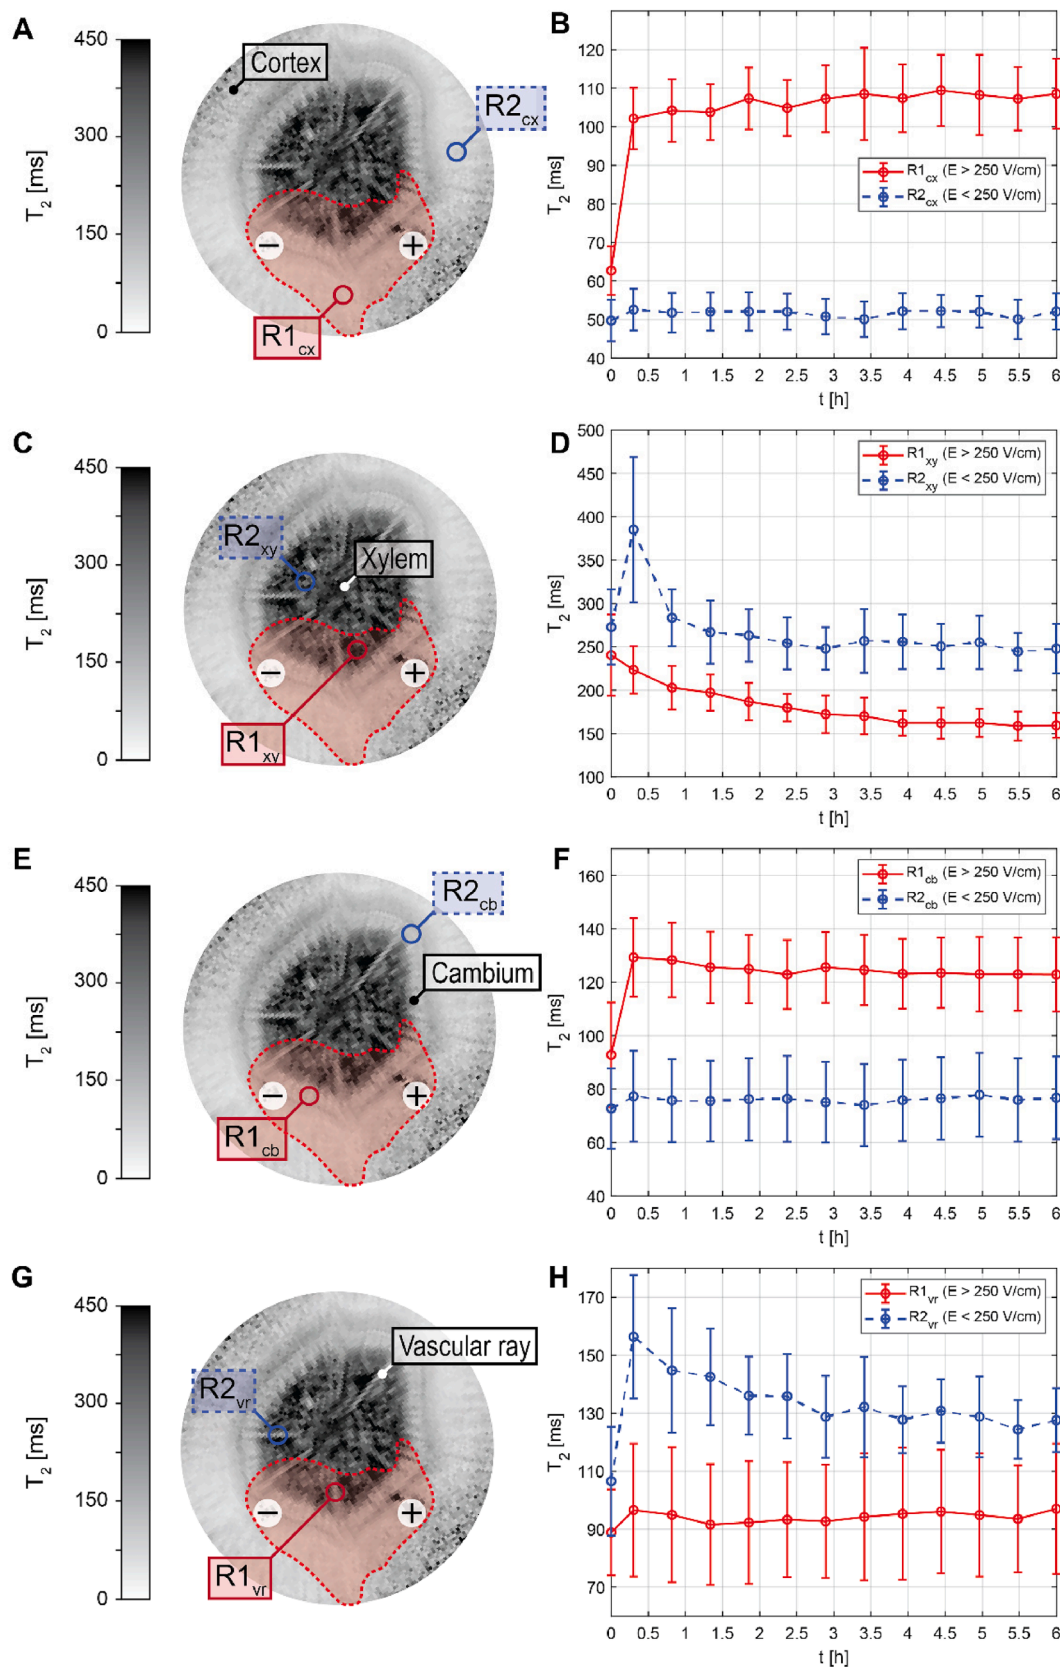 A
450
300
150
0
T2 [ms]
Cortex
R2cx
−
+
R1cx
B
120
110
100
90
80
70
60
50
40
T2 [ms]
R1cx (E > 250 V/cm)
R2cx (E < 250 V/cm)
0 0.5 1 1.5 2 2.5 3 3.5 4 4.5 5 5.5 6
t [h]
C
450
300
150
0
T2 [ms]
R2xy
Xylem
−
+
R1xy
D
500
450
400
350
300
250
200
150
100
T2 [ms]
R1xy (E > 250 V/cm)
R2xy (E < 250 V/cm)
0 0.5 1 1.5 2 2.5 3 3.5 4 4.5 5 5.5 6
t [h]
E
450
300
150
0
T2 [ms]
R2cb
Cambium
−
+
R1cb
F
160
140
120
100
80
60
40
T2 [ms]
R1cb (E > 250 V/cm)
R2cb (E < 250 V/cm)
0 0.5 1 1.5 2 2.5 3 3.5 4 4.5 5 5.5 6
t [h]
G
450
300
150
0
T2 [ms]
Vascular ray
R2vr
−
+
R1vr
H
170
150
130
110
90
70
T2 [ms]
R1vr (E > 250 V/cm)
R2vr (E < 250 V/cm)
0 0.5 1 1.5 2 2.5 3 3.5 4 4.5 5 5.5 6
t [h]